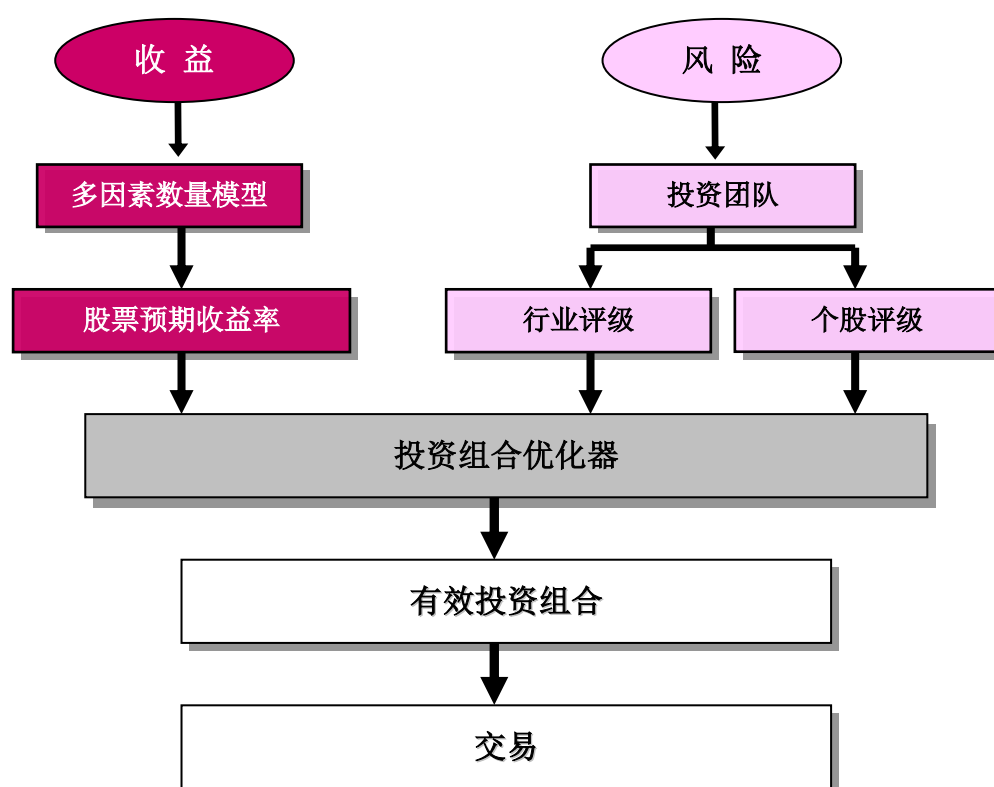 收 益
风 险
多因素数量模型
投资团队
股票预期收益率
行业评级
个股评级
投资组合优化器
有效投资组合
交易